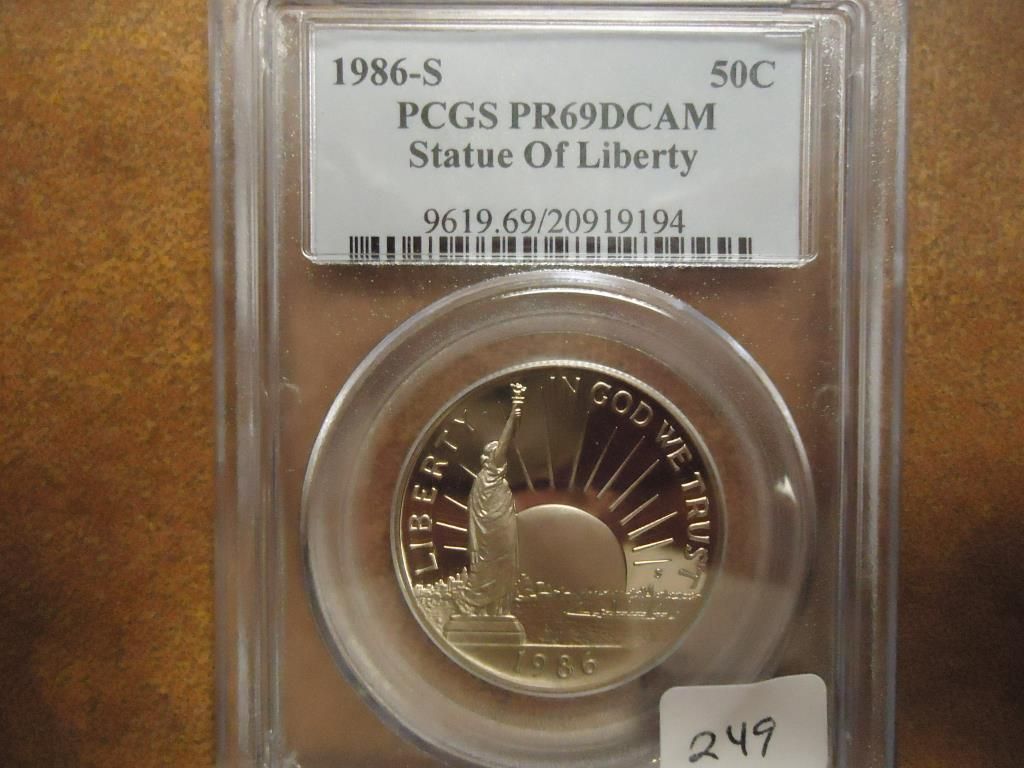 1986-S 50C
PCGS PR69DCAM
Statue Of Liberty
9619.69/20919194
LIBERTY
IN GOD WE TRUST
S
1986
249